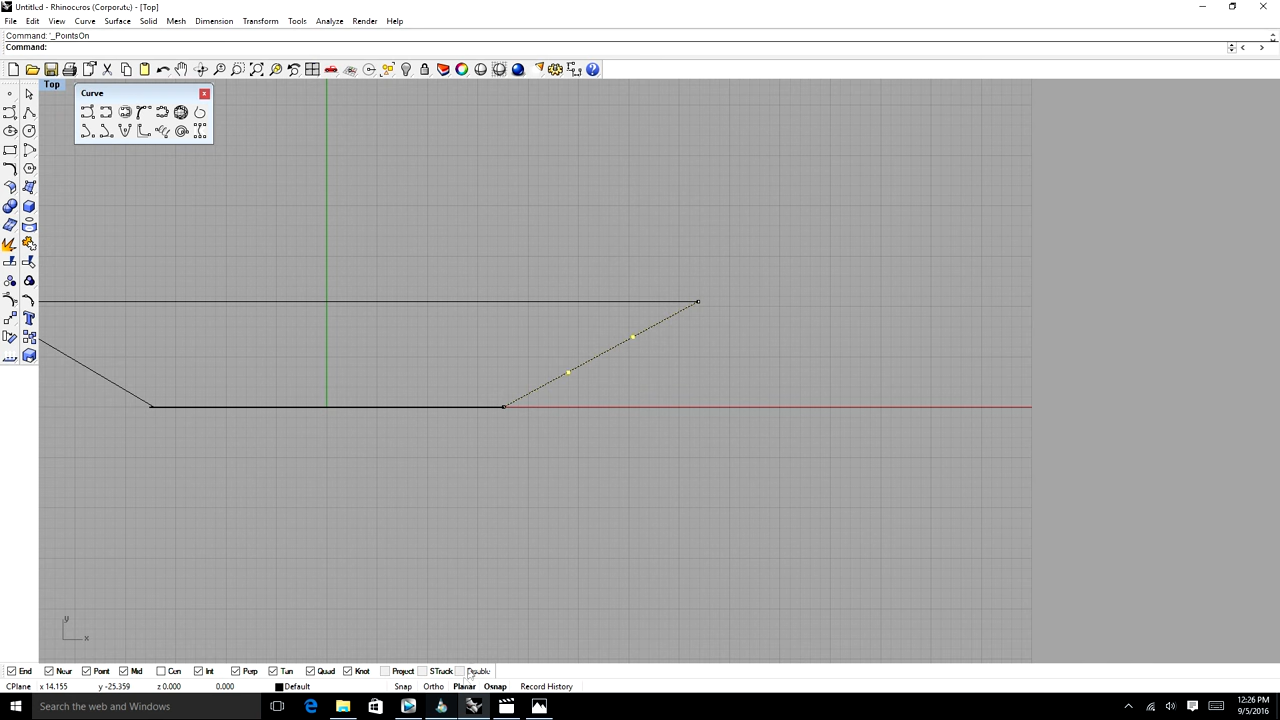 Untitled - Rhinoceros (Corporate) - [Top]
File Edit View Curve Surface Solid Mesh Dimension Transform Tools Analyze Render Help
Command: '_PointsOn
Command:
Top
Curve
y
x
End Near Point Mid Cen Int Perp Tan Quad Knot Project STrack Disable
CPlane x 14.155 y -25.359 z 0.000 0.000 Default Snap Ortho Planar Osnap Record History
Search the web and Windows
12:26 PM
9/5/2016